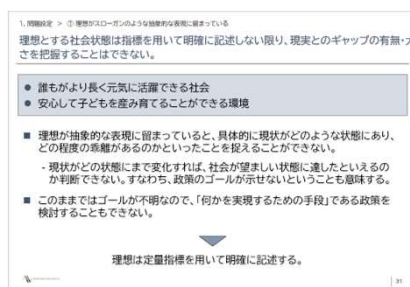 1. 問題設定 > ① 理想がスローガンのような抽象的な表現に留まっている
理想とする社会状態は指標を用いて明確に記述しない限り、現実とのギャップの有無・大
さを把握することはできない。
● 誰もがより長く元気に活躍できる社会
● 安心して子どもを産み育てることができる環境
■ 理想が抽象的な表現に留まっていると、具体的に現状がどのような状態にあり、
どの程度の乖離があるのかといったことを捉えることができない。
- 現状がどの状態にまで変化すれば、社会が望ましい状態に達したといえるの
か判断できない。すなわち、政策のゴールが示せないということも意味する。
■ このままではゴールが不明なので、「何かを実現するための手段」である政策を
検討することもできない。
理想は定量指標を用いて明確に記述する。
31